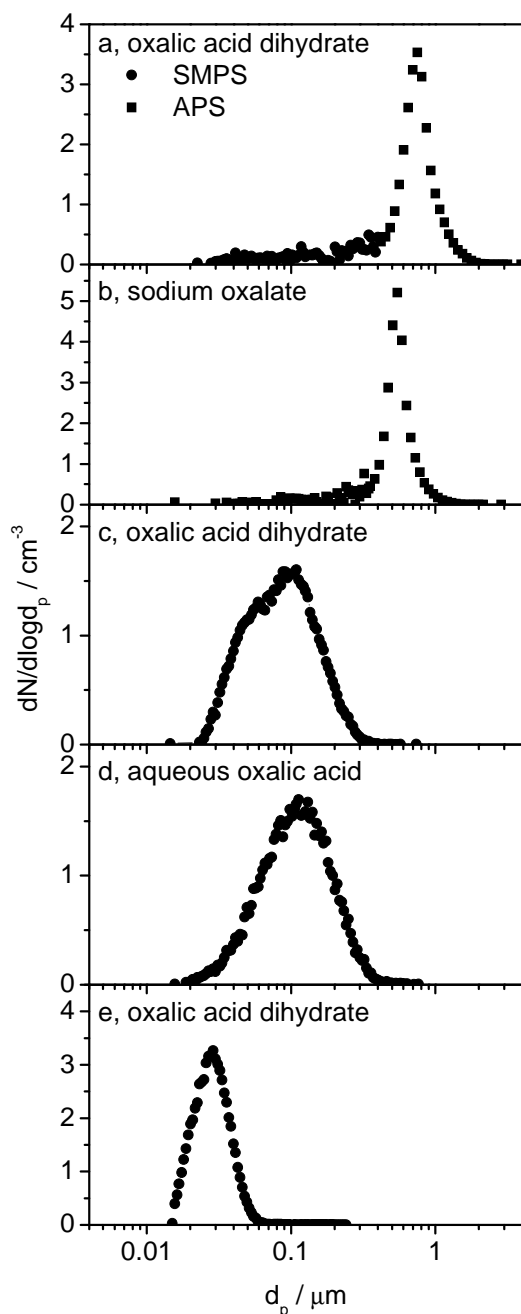 4
a, oxalic acid dihydrate
SMPS
3
APS
2
1
0
b, sodium oxalate
5
4
3
2
1
0
2
c, oxalic acid dihydrate
1
0
2
d, aqueous oxalic acid
1
0
4
e, oxalic acid dihydrate
3
2
1
0
0.01 0.1 1
dN/dlogd_p / cm^-3
d_p / μm